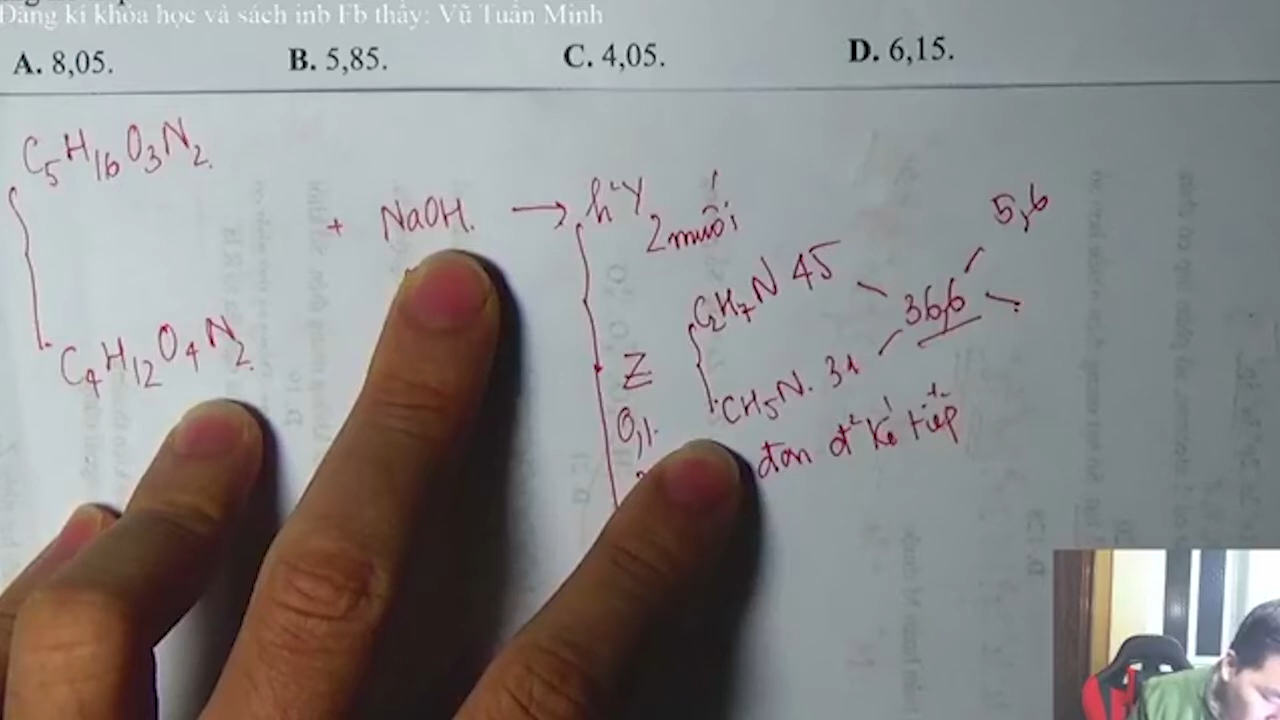 Đăng kí khóa học và sách inb Fb thầy: Vũ Tuấn Minh
A. 8,05. B. 5,85. C. 4,05. D. 6,15.
C5H16O3N2.
+ NaOH. → h² Y
2 muối
C4H12O4N2.
Z
0,1.
C2H7N 45
CH5N. 31
36,6
5,6
đơn đ² kế tiếp